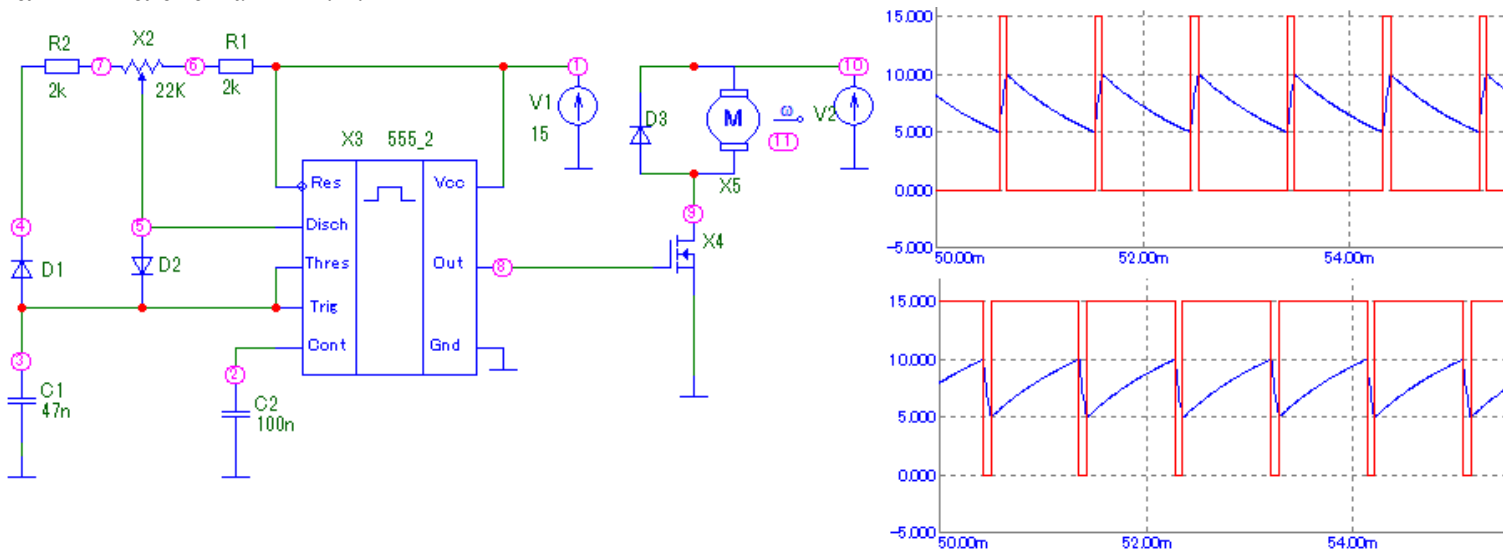 R2
X2
R1
7
6
1
10
2k
22K
2k
V1
15
D3
M
ω
V2
11
X3 555_2
X5
Res
Vcc
4
5
Disch
9
X4
D1
D2
Thres
Out
8
Trig
Cont
Gnd
3
2
C1
47n
C2
100n
15.000
10.000
5.000
0.000
-5.000
50.00m
52.00m
54.00m
15.000
10.000
5.000
0.000
-5.000
50.00m
52.00m
54.00m